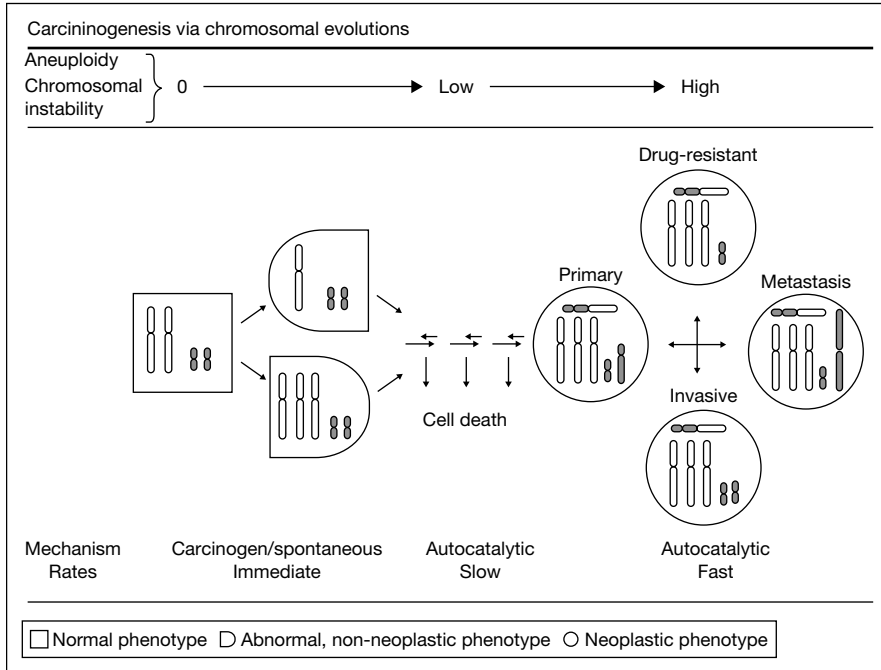 Carcininogenesis via chromosomal evolutions
Aneuploidy
Chromosomal
instability
0
Low
High
Drug-resistant
Primary
Metastasis
Invasive
Cell death
Mechanism
Rates
Carcinogen/spontaneous
Immediate
Autocatalytic
Slow
Autocatalytic
Fast
Normal phenotype
Abnormal, non-neoplastic phenotype
Neoplastic phenotype